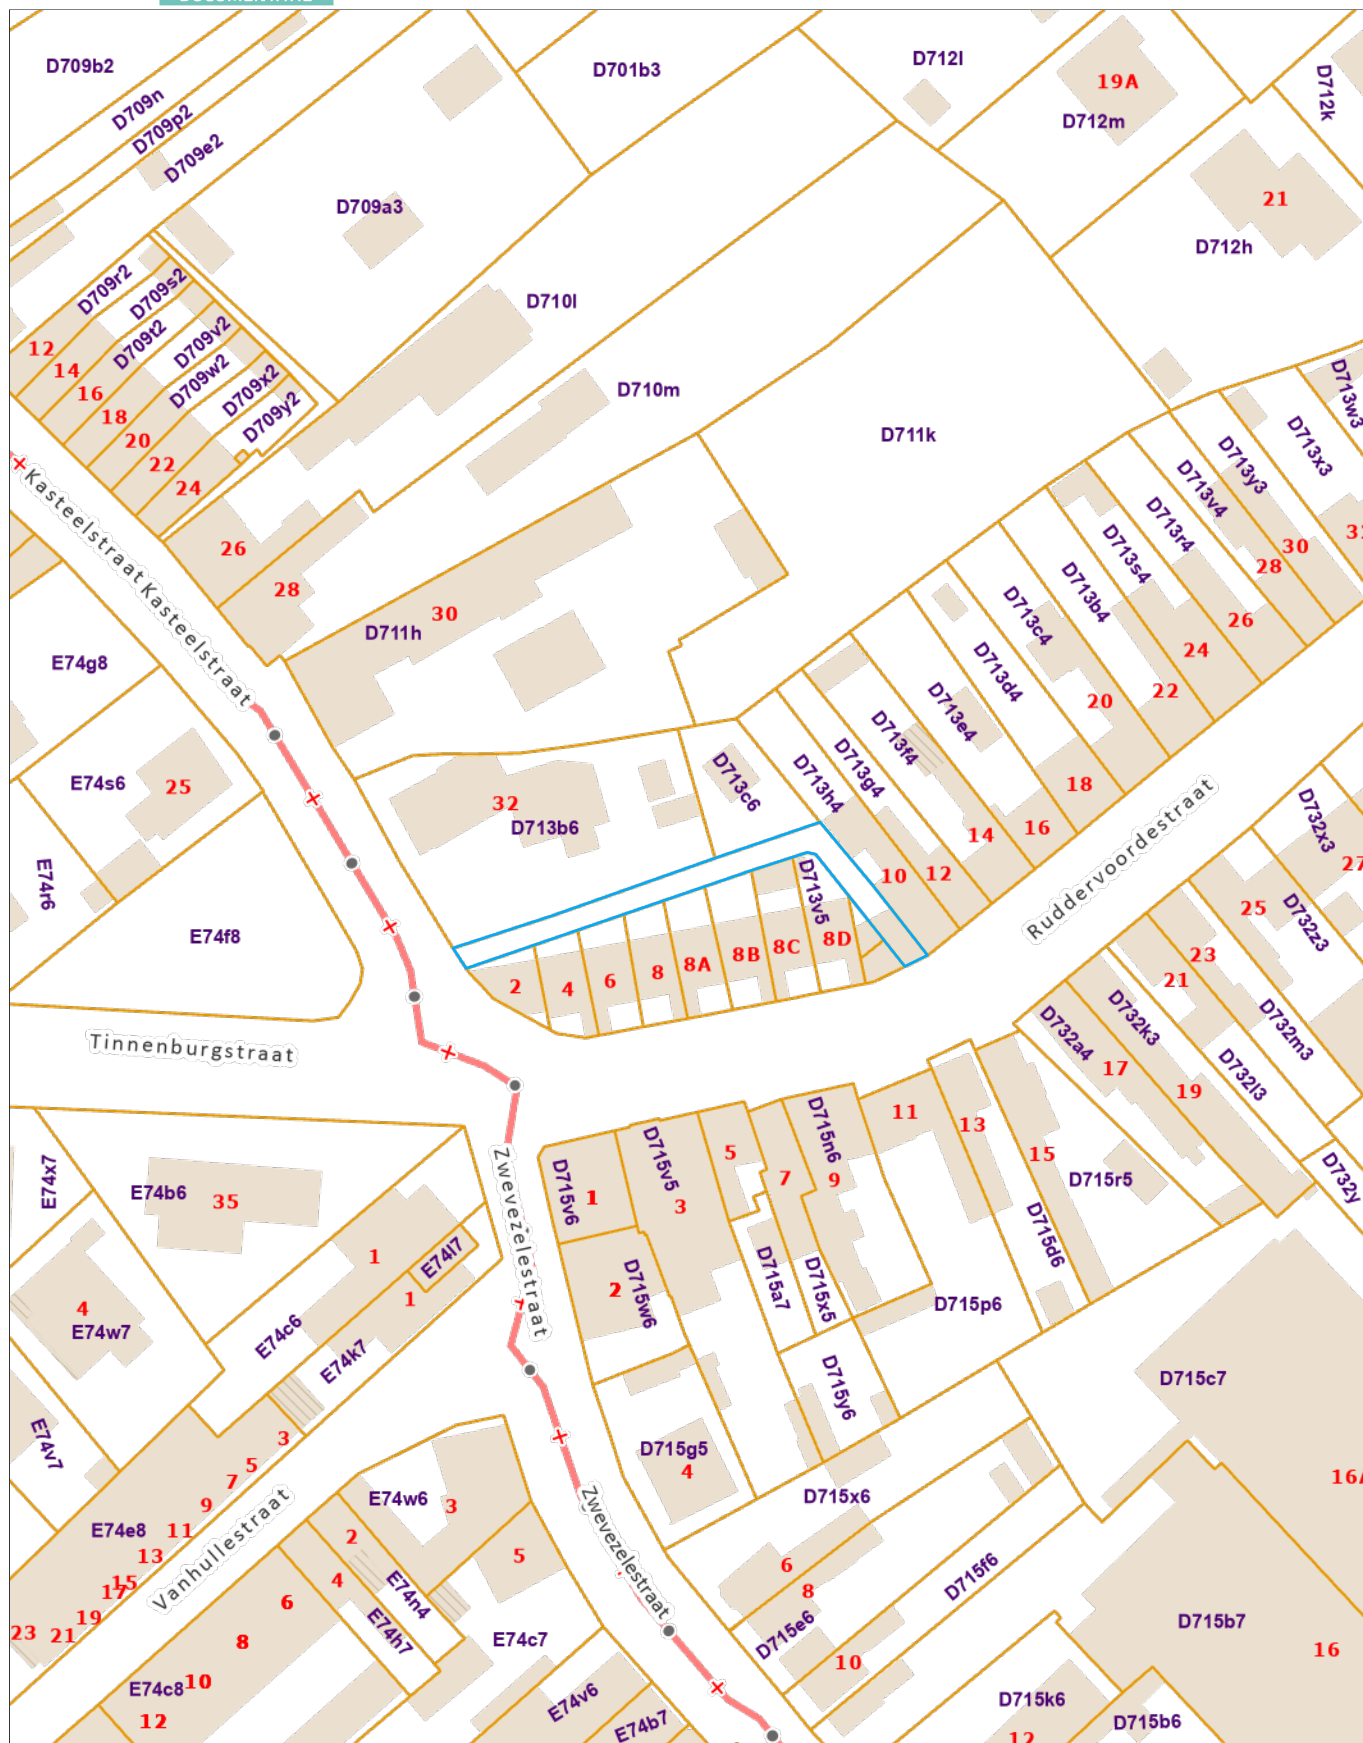 D709b2
D709n
D709p2
D709e2
D701b3
D712l
19A
D712m
D712k
21
D712h
D709a3
D709r2
D709s2
D709t2
D709v2
D709w2
D709x2
D709y2
12
14
16
18
20
22
24
D710l
D710m
D711k
26
28
30
D711h
Kasteelstraat
Kasteelstraat
D713w3
D713x3
D713y3
D713v4
D713r4
D713s4
D713b4
D713c4
D713d4
D713e4
D713f4
D713g4
D713h4
D713c6
30
28
26
24
22
20
18
16
14
12
10
E74g8
E74s6
25
E74r6
E74f8
32
D713b6
D713v5
2
4
6
8
8A
8B
8C
8D
Ruddervoordestraat
Tinnenburgstraat
D732x3
27
D732z3
25
23
21
D732m3
D732l3
D732k3
D732a4
17
19
D732y
11
13
15
D715r5
D715d6
D715n6
9
7
5
D715v5
3
D715v6
1
2
D715w6
D715a7
D715x5
D715p6
D715y6
D715c7
16A
Zwevezelestraat
E74x7
E74b6
35
1
E74l7
1
E74c6
E74k7
4
E74w7
E74v7
3
5
7
9
11
13
15
17
19
21
23
E74e8
Vanhullestraat
E74w6
3
5
2
4
6
8
10
12
E74n4
E74h7
E74c8
E74c7
E74v6
E74b7
D715g5
4
D715x6
6
8
D715e6
10
D715f6
D715b7
16
D715k6
12
D715b6
Zwevezelestraat